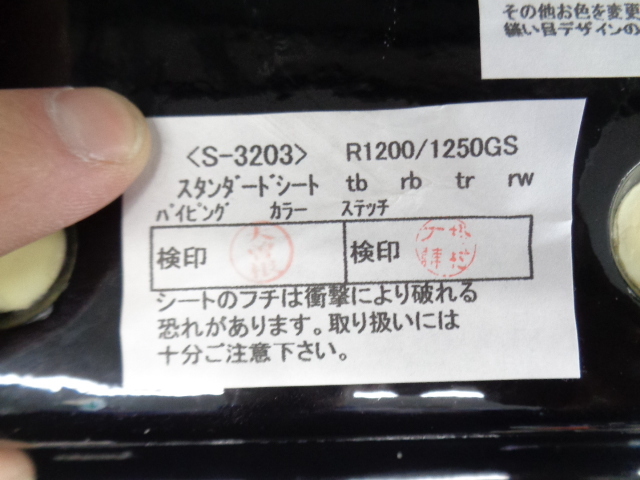 その他お色を変更
縫い目デザインの
<S-3203> R1200/1250GS
スタンダードシート tb rb tr rw
パイピング カラー ステッチ
検印 検印
シートのフチは衝撃により破れる
恐れがあります。取り扱いには
十分ご注意下さい。